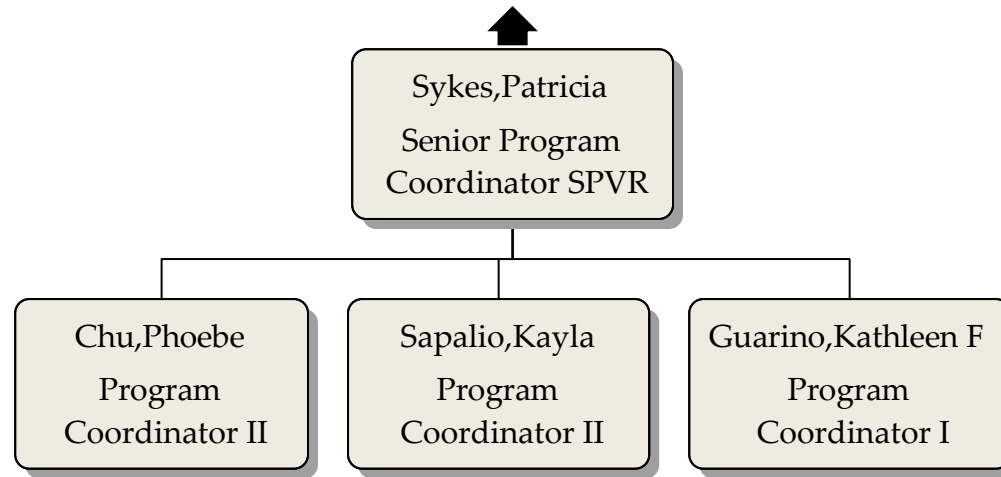 Sykes,Patricia
Senior Program
Coordinator SPVR
Chu,Phoebe
Program
Coordinator II
Sapalio,Kayla
Program
Coordinator II
Guarino,Kathleen F
Program
Coordinator I